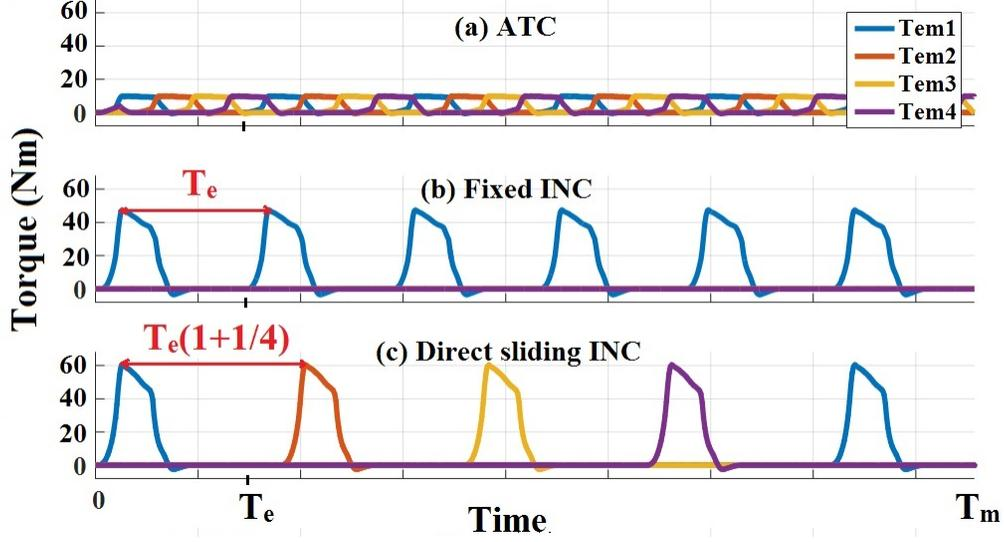 (a) ATC
60
40
20
0
Tem1
Tem2
Tem3
Tem4
Torque (Nm)
(b) Fixed INC
Te
60
40
20
0
Te(1+1/4)
(c) Direct sliding INC
60
40
20
0
0
Te
Time
Tm